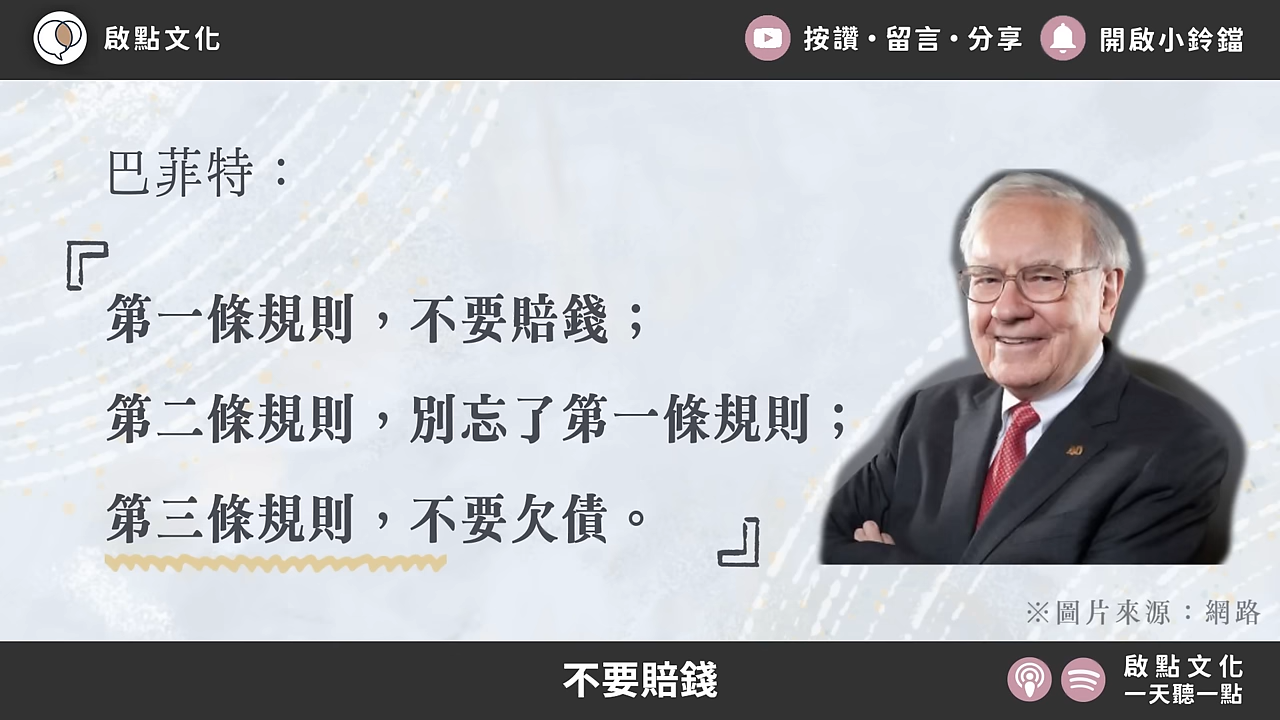 啟點文化
按讚・留言・分享
開啟小鈴鐺
巴菲特：
『第一條規則，不要賠錢；
第二條規則，別忘了第一條規則；
第三條規則，不要欠債。』
※圖片來源：網路
不要賠錢
啟點文化
一天聽一點